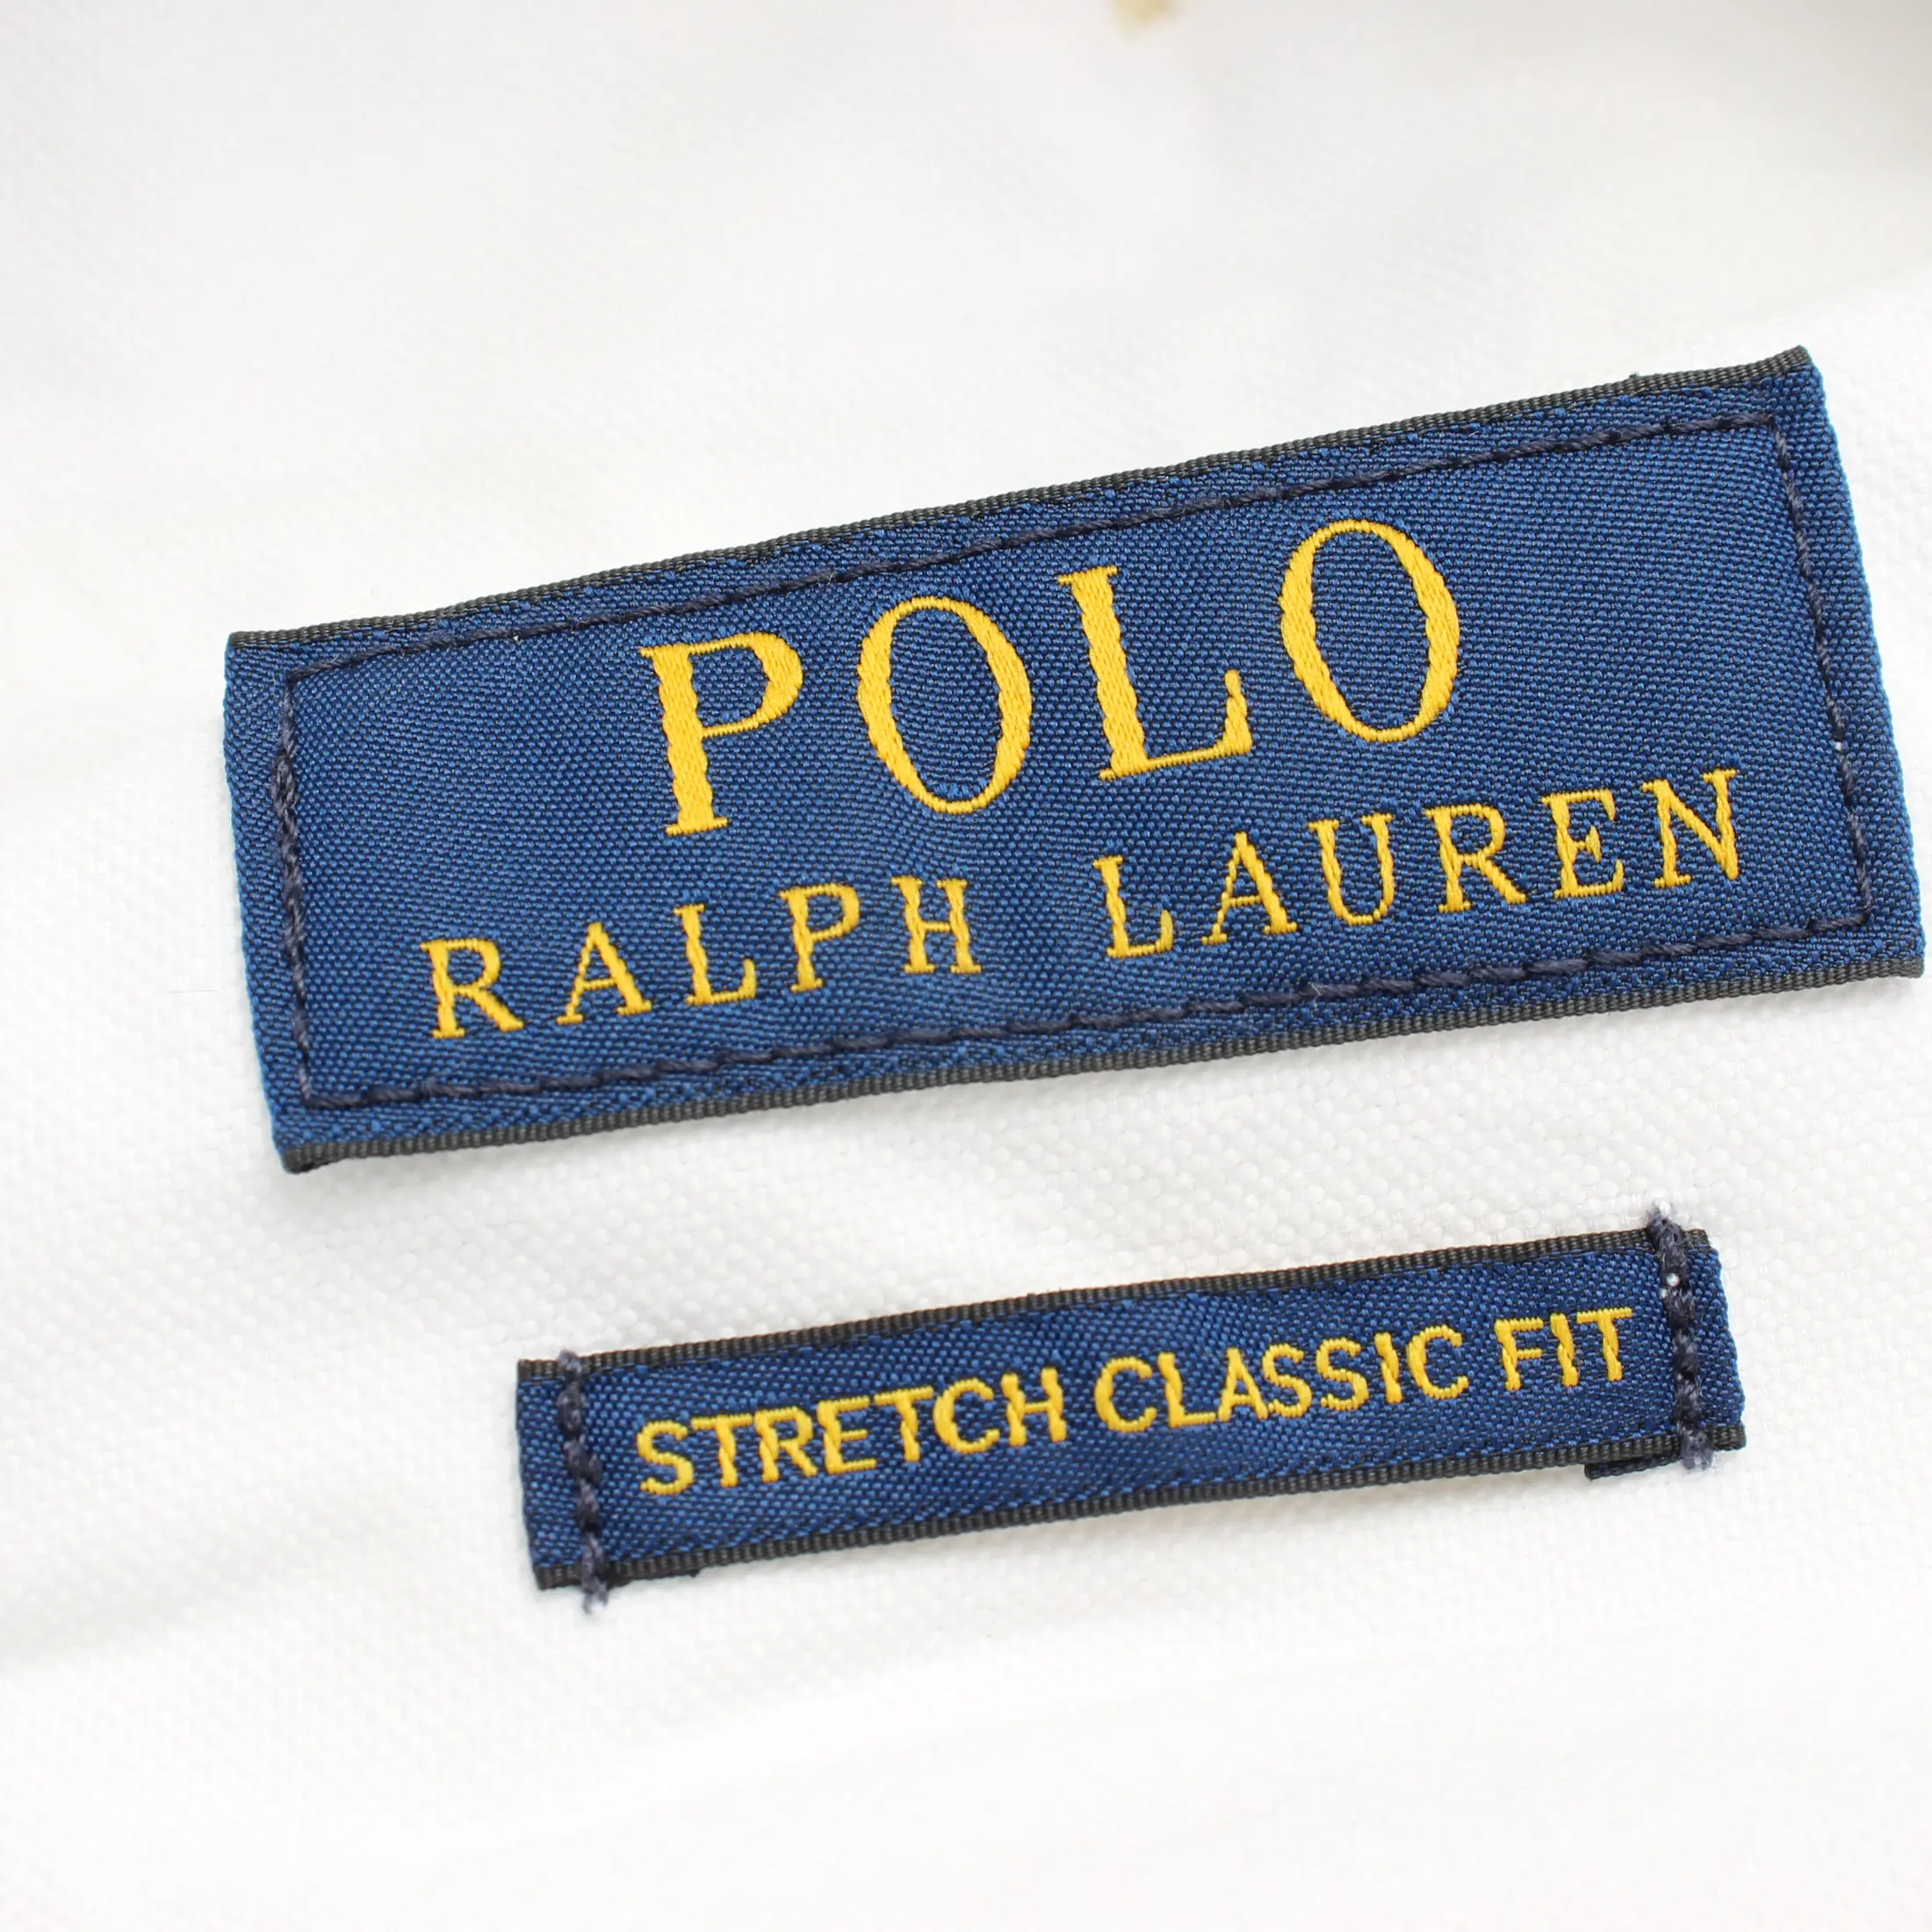 POLO
RALPH LAUREN
STRETCH CLASSIC FIT